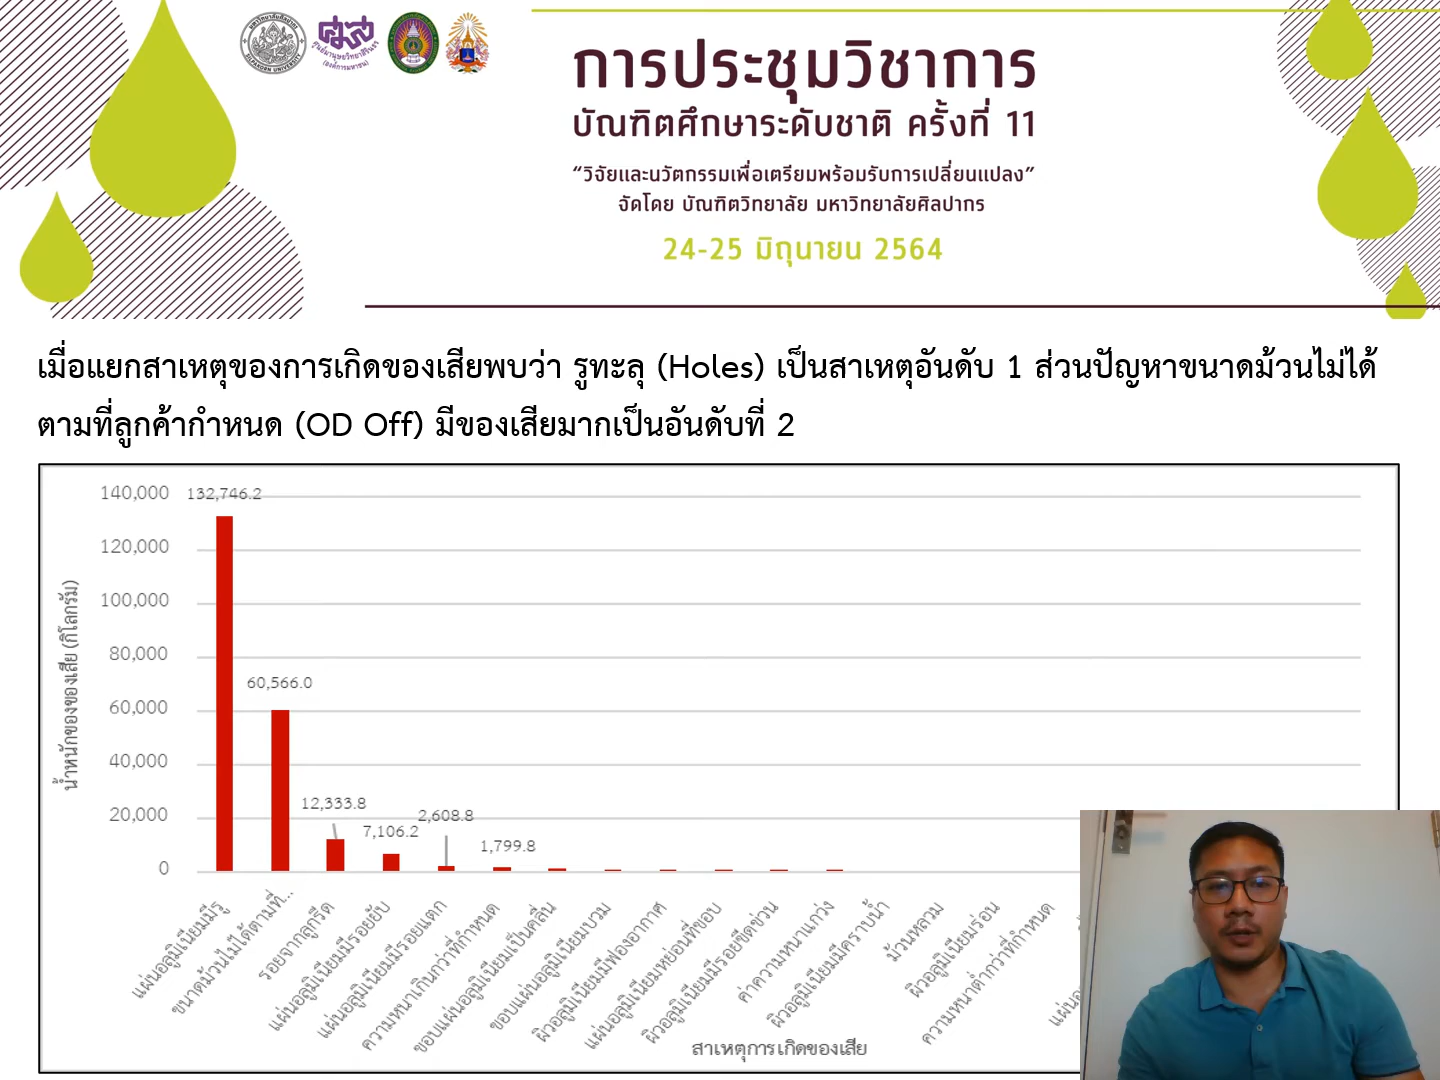 การประชุมวิชาการ
บัณฑิตศึกษาระดับชาติ ครั้งที่ 11
“วิจัยและนวัตกรรมเพื่อเตรียมพร้อมรับการเปลี่ยนแปลง”
จัดโดย บัณฑิตวิทยาลัย มหาวิทยาลัยศิลปากร
24-25 มิถุนายน 2564
เมื่อแยกสาเหตุของการเกิดของเสียพบว่า รูทะลุ (Holes) เป็นสาเหตุอันดับ 1 ส่วนปัญหาขนาดม้วนไม่ได้
ตามที่ลูกค้ากำหนด (OD Off) มีของเสียมากเป็นอันดับที่ 2
น้ำหนักของของเสีย (กิโลกรัม)
140,000
120,000
100,000
80,000
60,000
40,000
20,000
0
132,746.2
60,566.0
12,333.8
7,106.2
2,608.8
1,799.8
แผ่นอลูมิเนียมมีรู
ขนาดม้วนไม่ได้ตามที่...
รอยจากลูกรีด
แผ่นอลูมิเนียมมีรอยยับ
แผ่นอลูมิเนียมมีรอยแตก
ความหนาเกินกว่าที่กำหนด
ขอบแผ่นอลูมิเนียมเป็นคลื่น
ขอบแผ่นอลูมิเนียมบวม
ผิวอลูมิเนียมมีฟองอากาศ
แผ่นอลูมิเนียมหย่อนที่ขอบ
ผิวอลูมิเนียมมีรอยขีดข่วน
ค่าความหนาแกว่ง
ผิวอลูมิเนียมมีคราบน้ำ
ม้วนหลวม
ผิวอลูมิเนียมร่อน
ความหนาต่ำกว่าที่กำหนด
สาเหตุการเกิดของเสีย